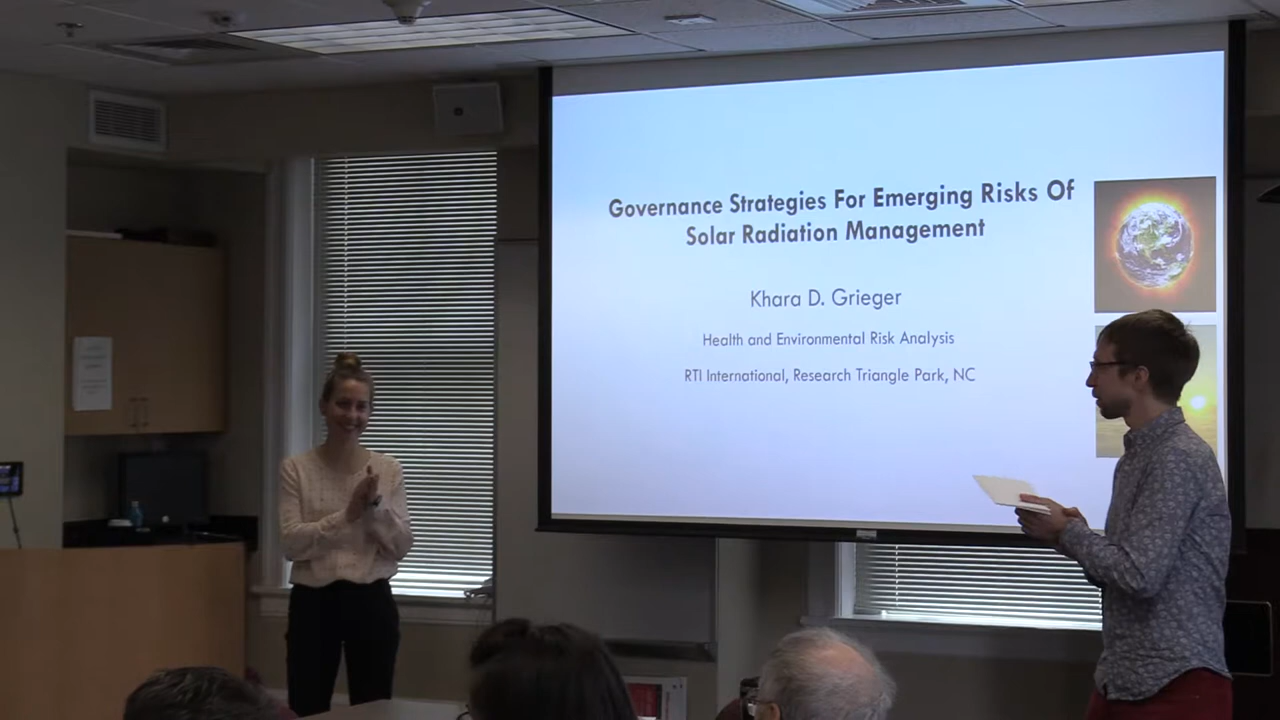 Governance Strategies For Emerging Risks Of
Solar Radiation Management
Khara D. Grieger
Health and Environmental Risk Analysis
RTI International, Research Triangle Park, NC